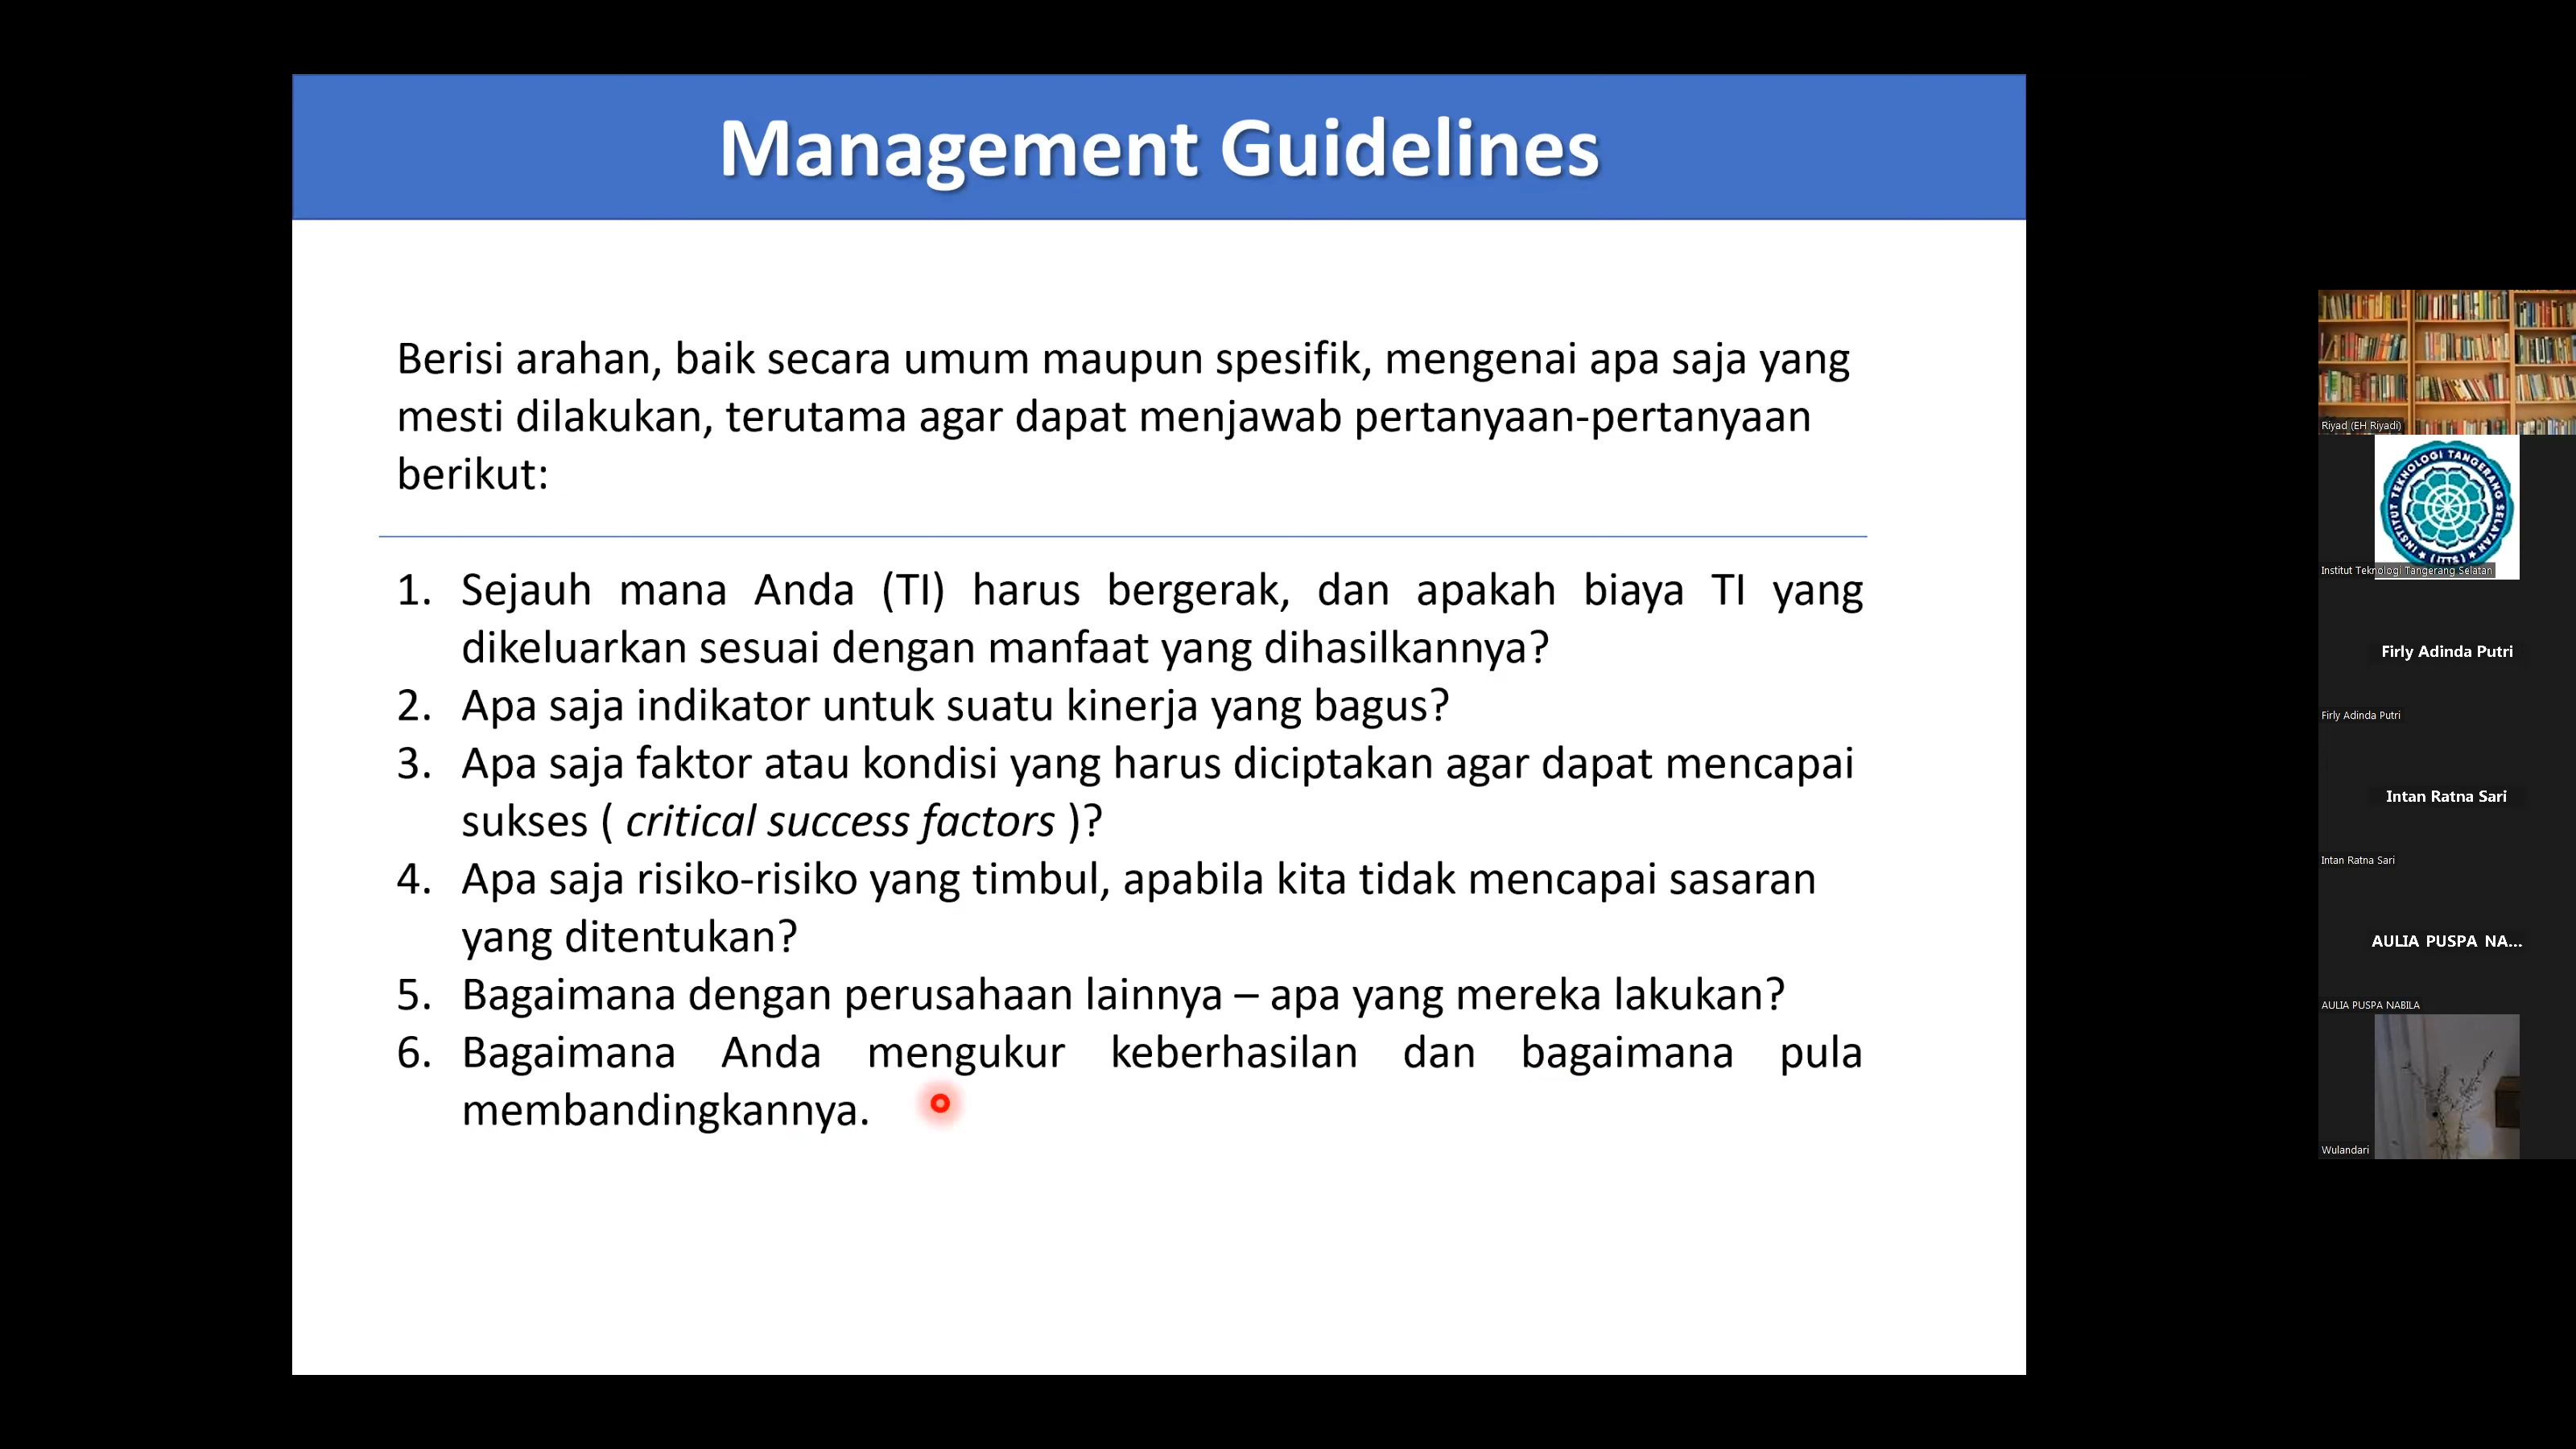 Management Guidelines
Berisi arahan, baik secara umum maupun spesifik, mengenai apa saja yang
mesti dilakukan, terutama agar dapat menjawab pertanyaan-pertanyaan
berikut:
1. Sejauh mana Anda (TI) harus bergerak, dan apakah biaya TI yang
dikeluarkan sesuai dengan manfaat yang dihasilkannya?
2. Apa saja indikator untuk suatu kinerja yang bagus?
3. Apa saja faktor atau kondisi yang harus diciptakan agar dapat mencapai
sukses ( critical success factors )?
4. Apa saja risiko-risiko yang timbul, apabila kita tidak mencapai sasaran
yang ditentukan?
5. Bagaimana dengan perusahaan lainnya – apa yang mereka lakukan?
6. Bagaimana Anda mengukur keberhasilan dan bagaimana pula
membandingkannya.
Riyad (EH Riyadi)
INSTITUT TEKNOLOGI TANGERANG SELATAN
(ITTS)
Institut Teknologi Tangerang Selatan
Firly Adinda Putri
Firly Adinda Putri
Intan Ratna Sari
Intan Ratna Sari
AULIA PUSPA NA...
AULIA PUSPA NABILA
Wulandari